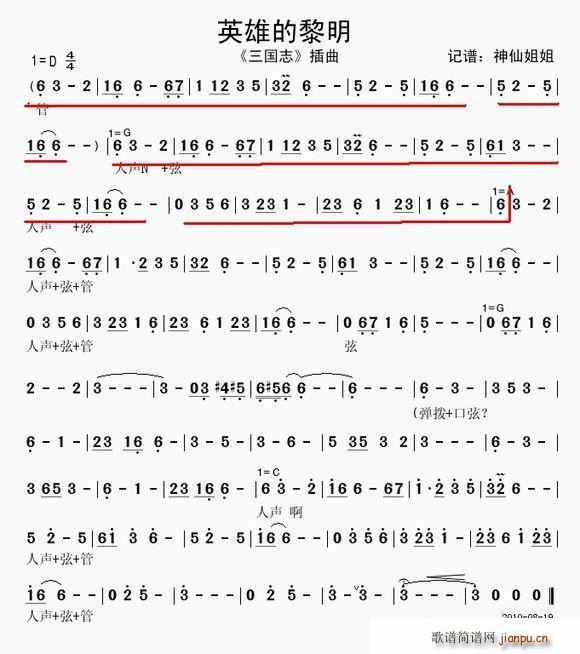 英雄的黎明
1=D 4/4 《三国志》插曲 记谱：神仙姐姐
(6 3 - 2 | 16 6 - 67 | 1 12 3 5 | 32 6 - - | 5 2 - 5 | 16 6 - - | 5 2 - 5 |
管
16 6 - - ) | 1=G 6 3 - 2 | 16 6 - 67 | 1 12 3 5 | 32 6 - - | 5 2 - 5 | 61 3 - - |
人声N +弦
5 2 - 5 | 16 6 - - | 0 3 5 6 | 3 23 1 - | 23 6 1 23 | 1 6 - - | 1=A 6 3 - 2 |
人声 +弦
16 6 - 67 | 1 · 2 3 5 | 32 6 - - | 5 2 - 5 | 61 3 - - | 5 2 - 5 | 16 6 - |
人声+弦+管
0 3 5 6 | 3 23 1 6 | 23 6 1 23 | 16 6 - - | 0 67 1 6 | 5 - - - | 1=G 0 67 1 6 |
人声+弦+管 弦
2 - - 2 | 3 - - - | 3 - 03 #4#5 | 6#56 6 - - | 6 - - - | 6 - 3 - | 3 5 3 - |
(弹拨+口弦？
6 - 1 - | 23 16 6 - | 3 - 5 - | 3 - 6 - | 5 35 3 2 | 3 - - - | 3 - 5 - |
3 65 3 - | 6 - 1 - | 23 16 6 - | 1=C 6 3 - 2 | 16 6 - 67 | 1 · 2 3 5 | 32 6 - - |
人声 啊
5 2 - 5 | 61 3 - - | 5 2 - 5 | 16 6 - - | 0 3 5 6 | 3 23 1 - | 23 6 1 23 |
人声+弦+管
16 6 - - | 0 2 5 - | 3 - - - | 0 2 5 - | 3 - - 3 | 3 - - - | 3 0 0 0 ‖
人声+弦+管
2010-08-19
歌谱简谱网 jianpu.cn